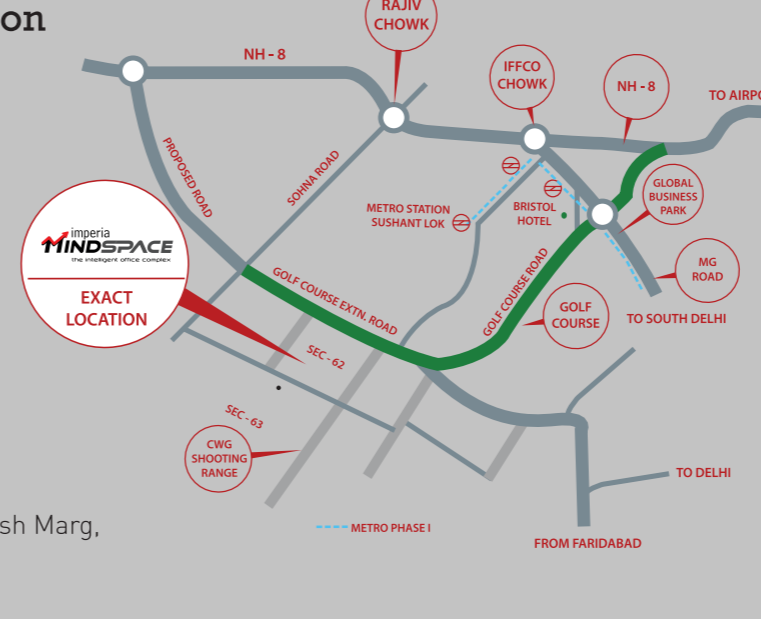 on
RAJIV
CHOWK
NH - 8
IFFCO
CHOWK
NH - 8
TO AIRPO
PROPOSED ROAD
SOHNA ROAD
METRO STATION
SUSHANT LOK
BRISTOL
HOTEL
GLOBAL
BUSINESS
PARK
imperia
MINDSPACE
the intelligent office complex
EXACT
LOCATION
GOLF COURSE EXTN. ROAD
GOLF COURSE ROAD
MG
ROAD
GOLF
COURSE
TO SOUTH DELHI
SEC - 62
SEC - 63
CWG
SHOOTING
RANGE
TO DELHI
sh Marg,
METRO PHASE I
FROM FARIDABAD